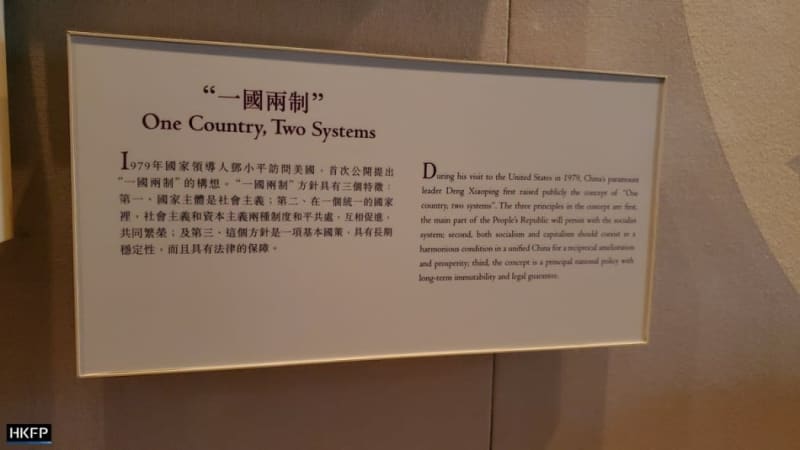 “一國兩制”
One Country, Two Systems
1979年國家領導人鄧小平訪問美國，首次公開提出
“一國兩制”的構想。“一國兩制”方針具有三個特徵：
第一、國家主體是社會主義；第二、在一個統一的國家
裡，社會主義和資本主義兩種制度和平共處，互相促進，
共同繁榮；及第三、這個方針是一項基本國策，具有長期
穩定性，而且具有法律的保障。
During his visit to the United States in 1979, China's paramount
leader Deng Xiaoping first raised publicly the concept of "One
country, two systems". The three principles in the concept are: first,
the main part of the People's Republic will persist with the socialist
system; second, both socialism and capitalism should coexist in a
harmonious condition in a unified China for a reciprocal amelioration
and prosperity; third, the concept is a principal national policy with
long-term immutability and legal guarantee.
HKFP